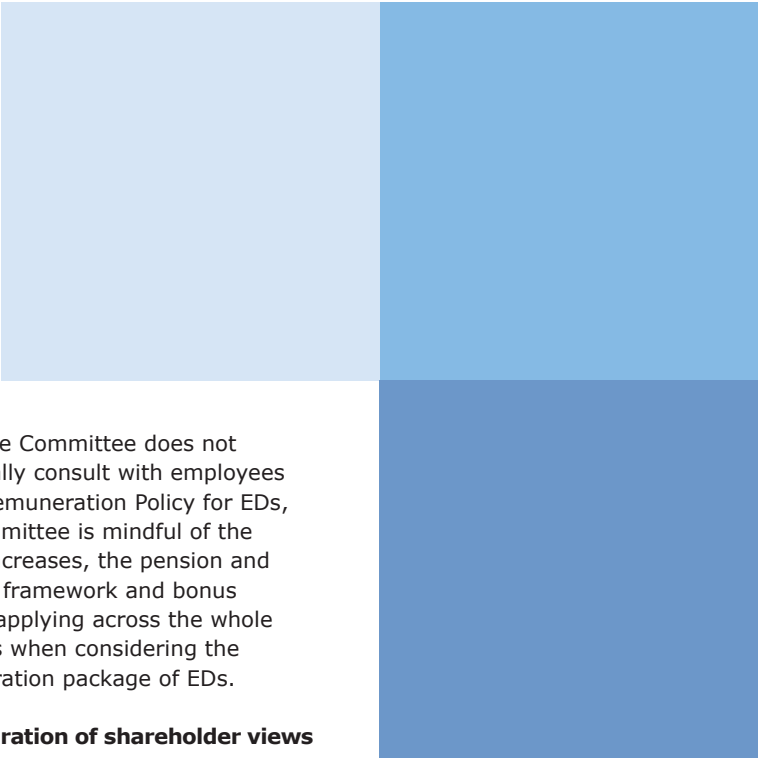 e Committee does not
lly consult with employees
emuneration Policy for EDs,
mittee is mindful of the
creases, the pension and
framework and bonus
applying across the whole
s when considering the
ration package of EDs.
ration of shareholder views